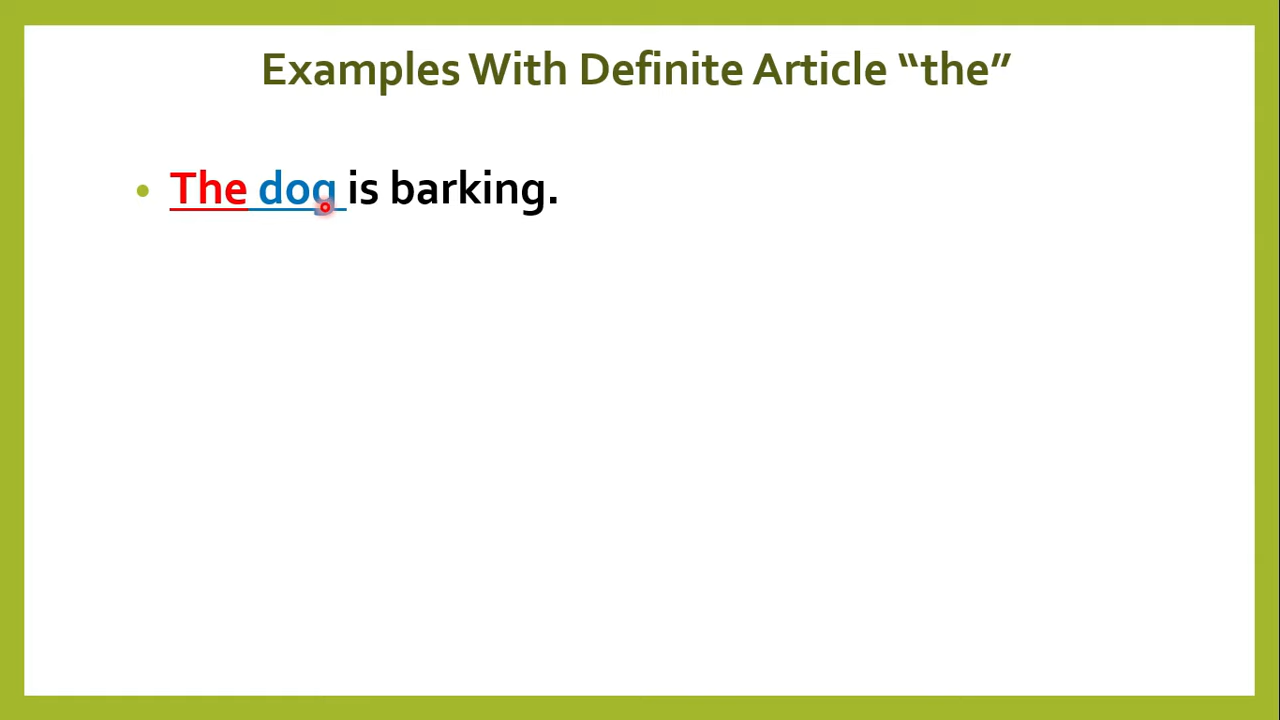 Examples With Definite Article “the”
• The dog is barking.